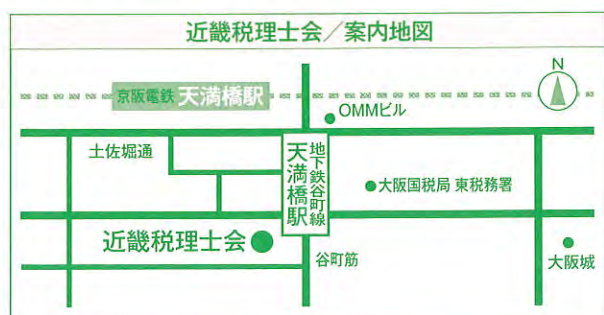 近畿税理士会／案内地図
N
京阪電鉄 天満橋駅
OMMビル
土佐堀通
地下鉄谷町線
天満橋駅
大阪国税局 東税務署
近畿税理士会
谷町筋
大阪城